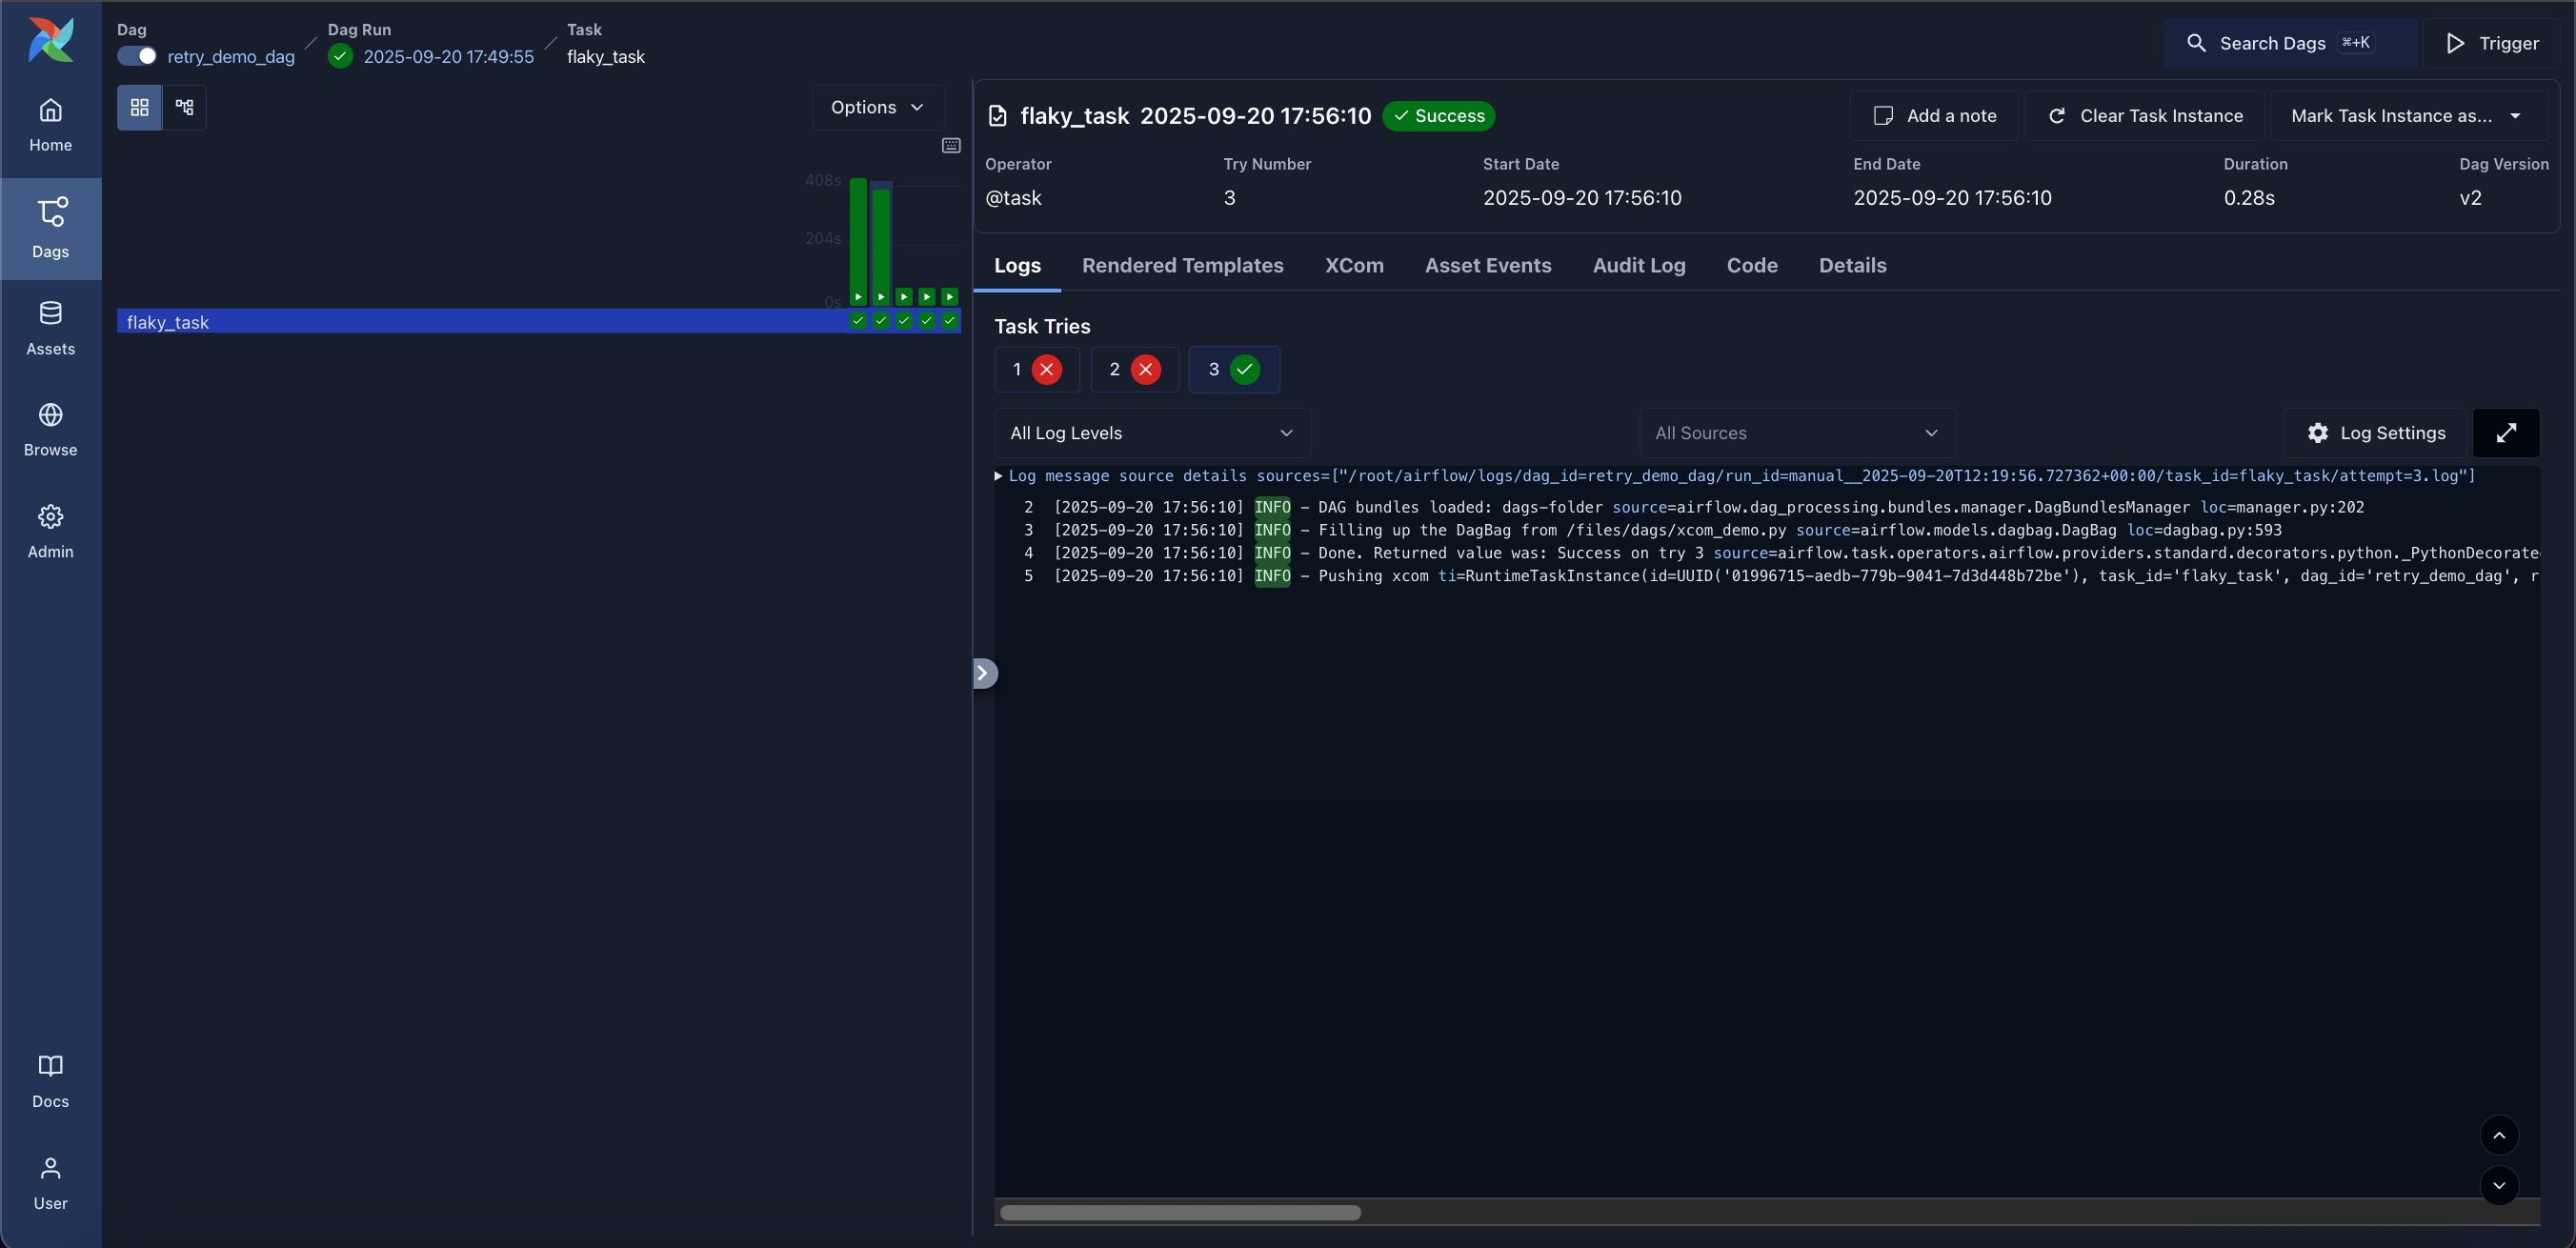 Dag
retry_demo_dag
Dag Run
2025-09-20 17:49:55
Task
flaky_task
Search Dags ⌘+K
Trigger
Home
Dags
Assets
Browse
Admin
Docs
User
Options
408s
204s
0s
flaky_task
flaky_task 2025-09-20 17:56:10 Success
Add a note
Clear Task Instance
Mark Task Instance as...
Operator Try Number Start Date End Date Duration Dag Version
@task 3 2025-09-20 17:56:10 2025-09-20 17:56:10 0.28s v2
Logs Rendered Templates XCom Asset Events Audit Log Code Details
Task Tries
1 2 3
All Log Levels All Sources Log Settings
Log message source details sources=["/root/airflow/logs/dag_id=retry_demo_dag/run_id=manual__2025-09-20T12:19:56.727362+00:00/task_id=flaky_task/attempt=3.log"]
2 [2025-09-20 17:56:10] INFO - DAG bundles loaded: dags-folder source=airflow.dag_processing.bundles.manager.DagBundlesManager loc=manager.py:202
3 [2025-09-20 17:56:10] INFO - Filling up the DagBag from /files/dags/xcom_demo.py source=airflow.models.dagbag.DagBag loc=dagbag.py:593
4 [2025-09-20 17:56:10] INFO - Done. Returned value was: Success on try 3 source=airflow.task.operators.airflow.providers.standard.decorators.python._PythonDecorate
5 [2025-09-20 17:56:10] INFO - Pushing xcom ti=RuntimeTaskInstance(id=UUID('01996715-aedb-779b-9041-7d3d448b72be'), task_id='flaky_task', dag_id='retry_demo_dag', r